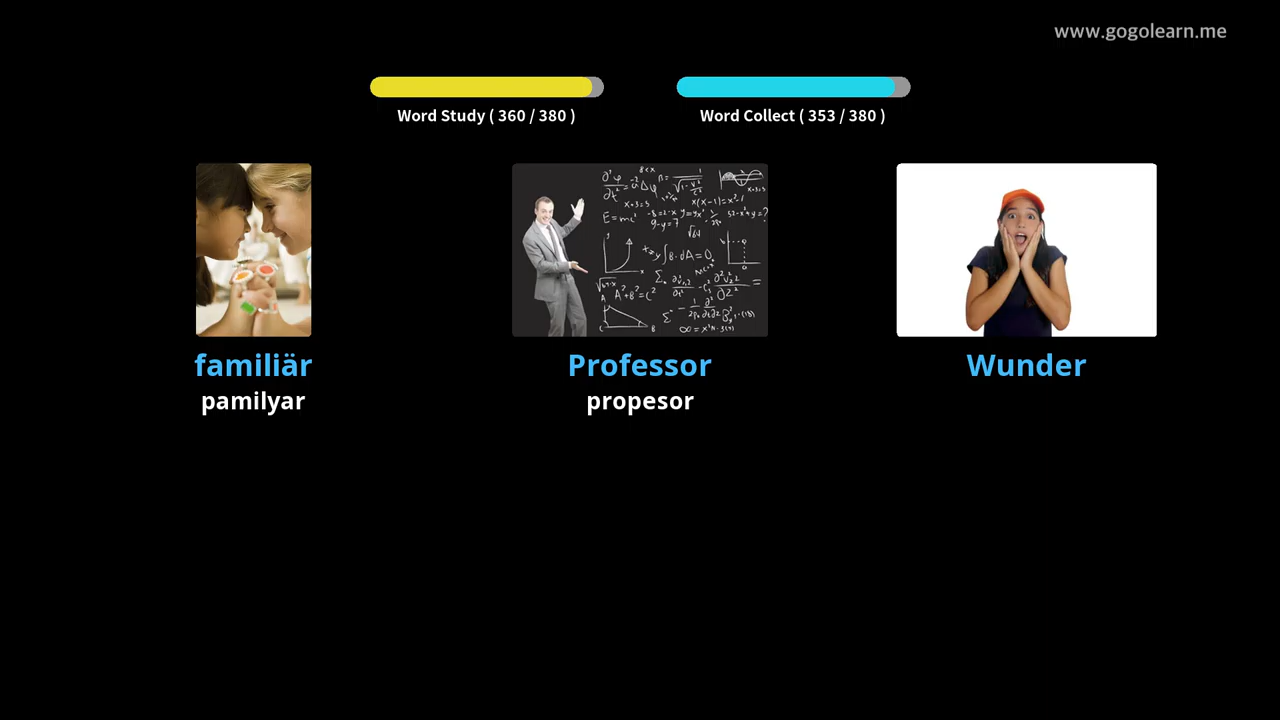 www.gogolearn.me
Word Study ( 360 / 380 )
Word Collect ( 353 / 380 )
familiär
pamilyar
Professor
propesor
Wunder